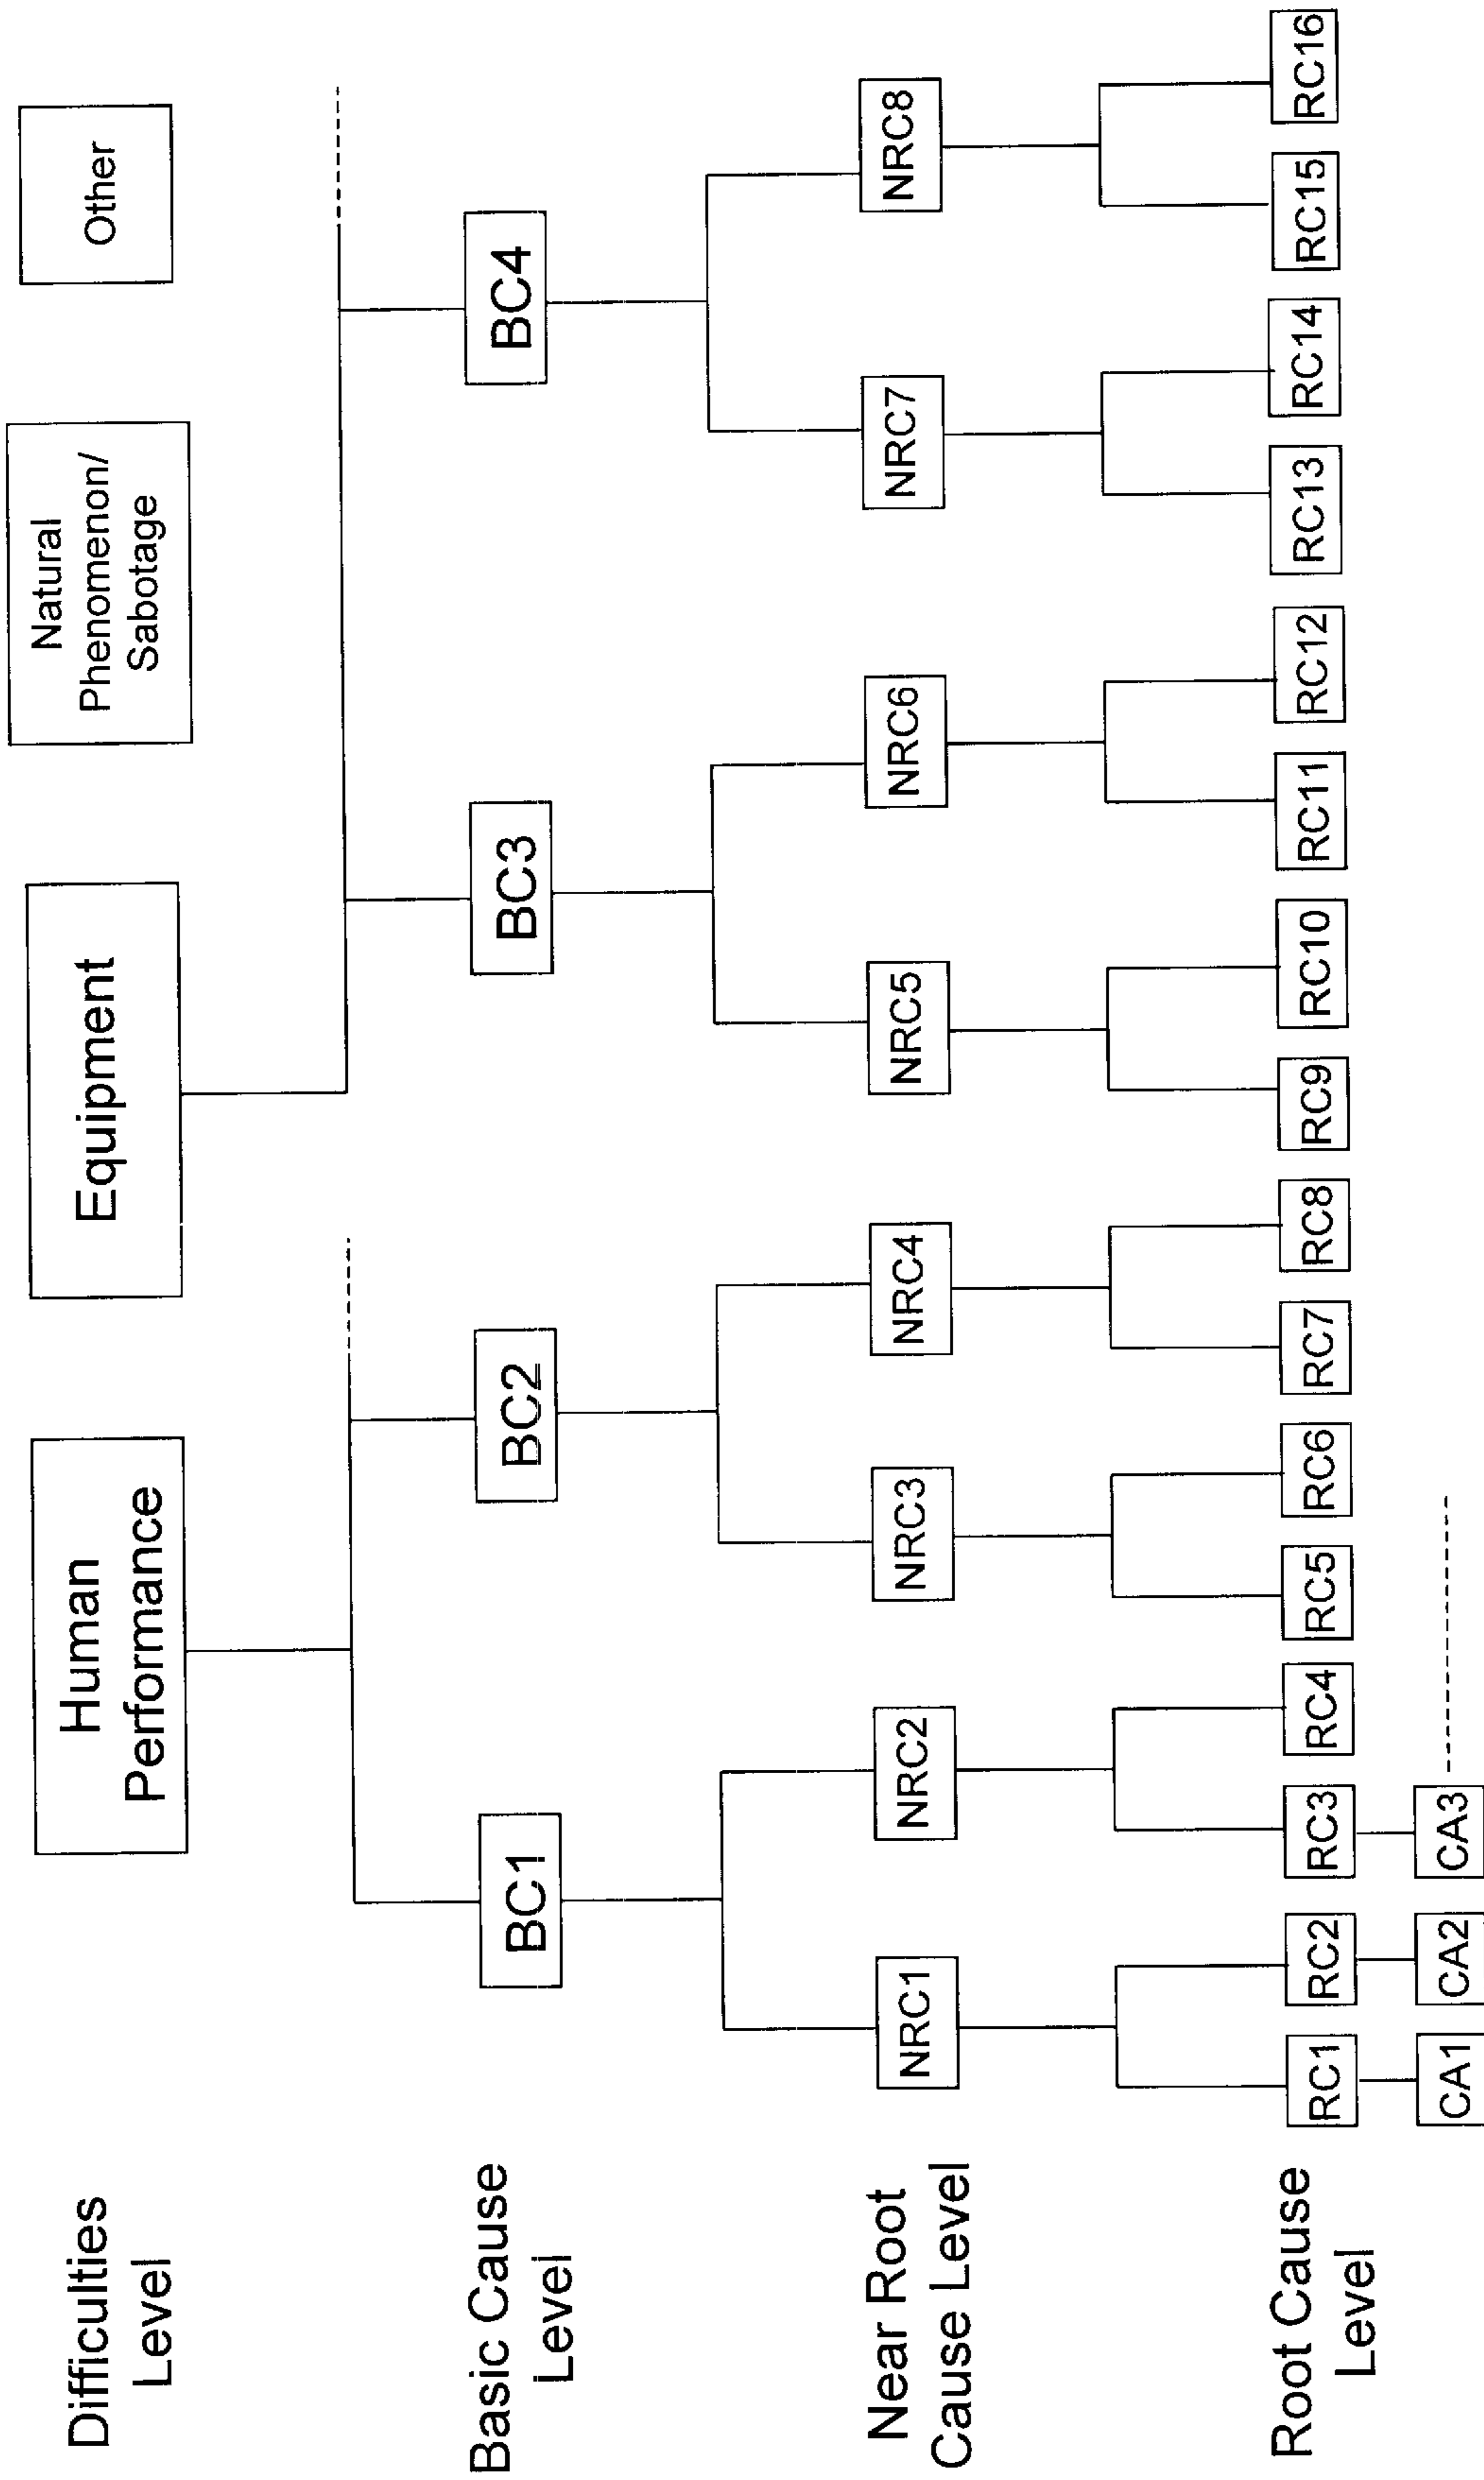 Difficulties
Level
Human
Performance
Equipment
Natural
Phenomenon/
Sabotage
Other
Basic Cause
Level
BC1
BC2
BC3
BC4
Near Root
Cause Level
NRC1
NRC2
NRC3
NRC4
NRC5
NRC6
NRC7
NRC8
Root Cause
Level
RC1
RC2
RC3
RC4
RC5
RC6
RC7
RC8
RC9
RC10
RC11
RC12
RC13
RC14
RC15
RC16
CA1
CA2
CA3